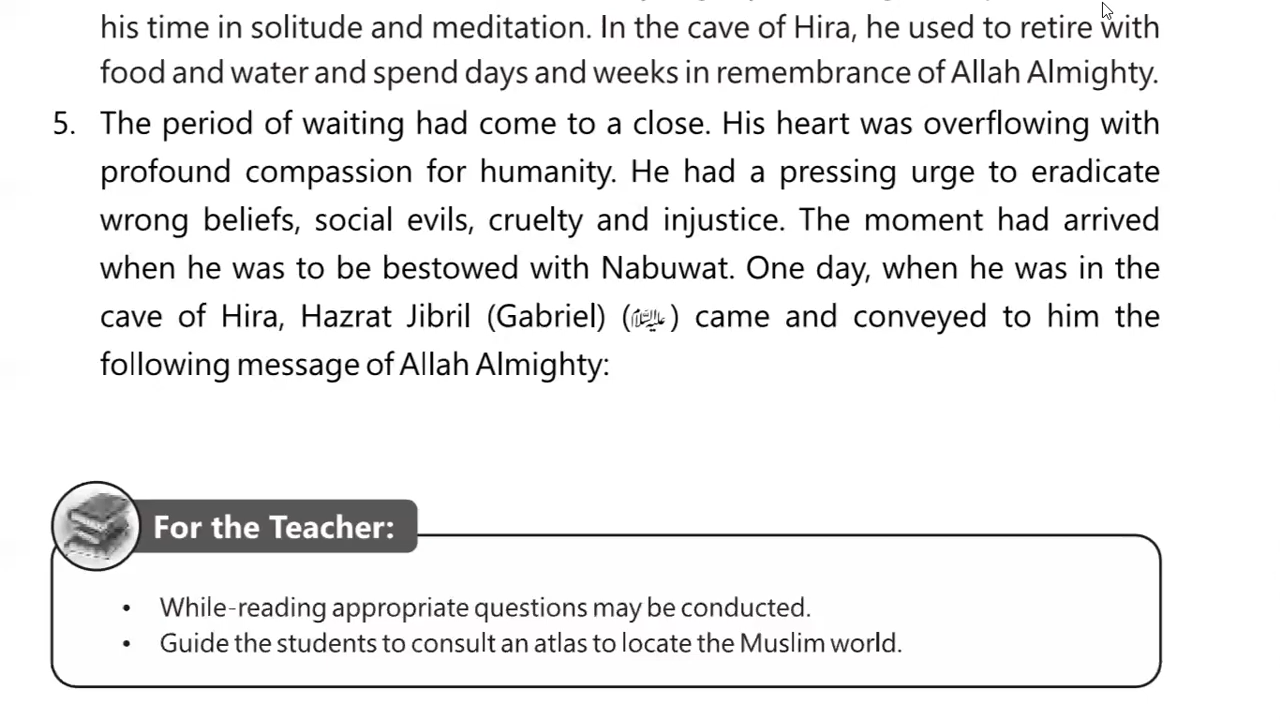 his time in solitude and meditation. In the cave of Hira, he used to retire with
food and water and spend days and weeks in remembrance of Allah Almighty.
5. The period of waiting had come to a close. His heart was overflowing with
profound compassion for humanity. He had a pressing urge to eradicate
wrong beliefs, social evils, cruelty and injustice. The moment had arrived
when he was to be bestowed with Nabuwat. One day, when he was in the
cave of Hira, Hazrat Jibril (Gabriel) (عليه السلام) came and conveyed to him the
following message of Allah Almighty:
For the Teacher:
• While-reading appropriate questions may be conducted.
• Guide the students to consult an atlas to locate the Muslim world.